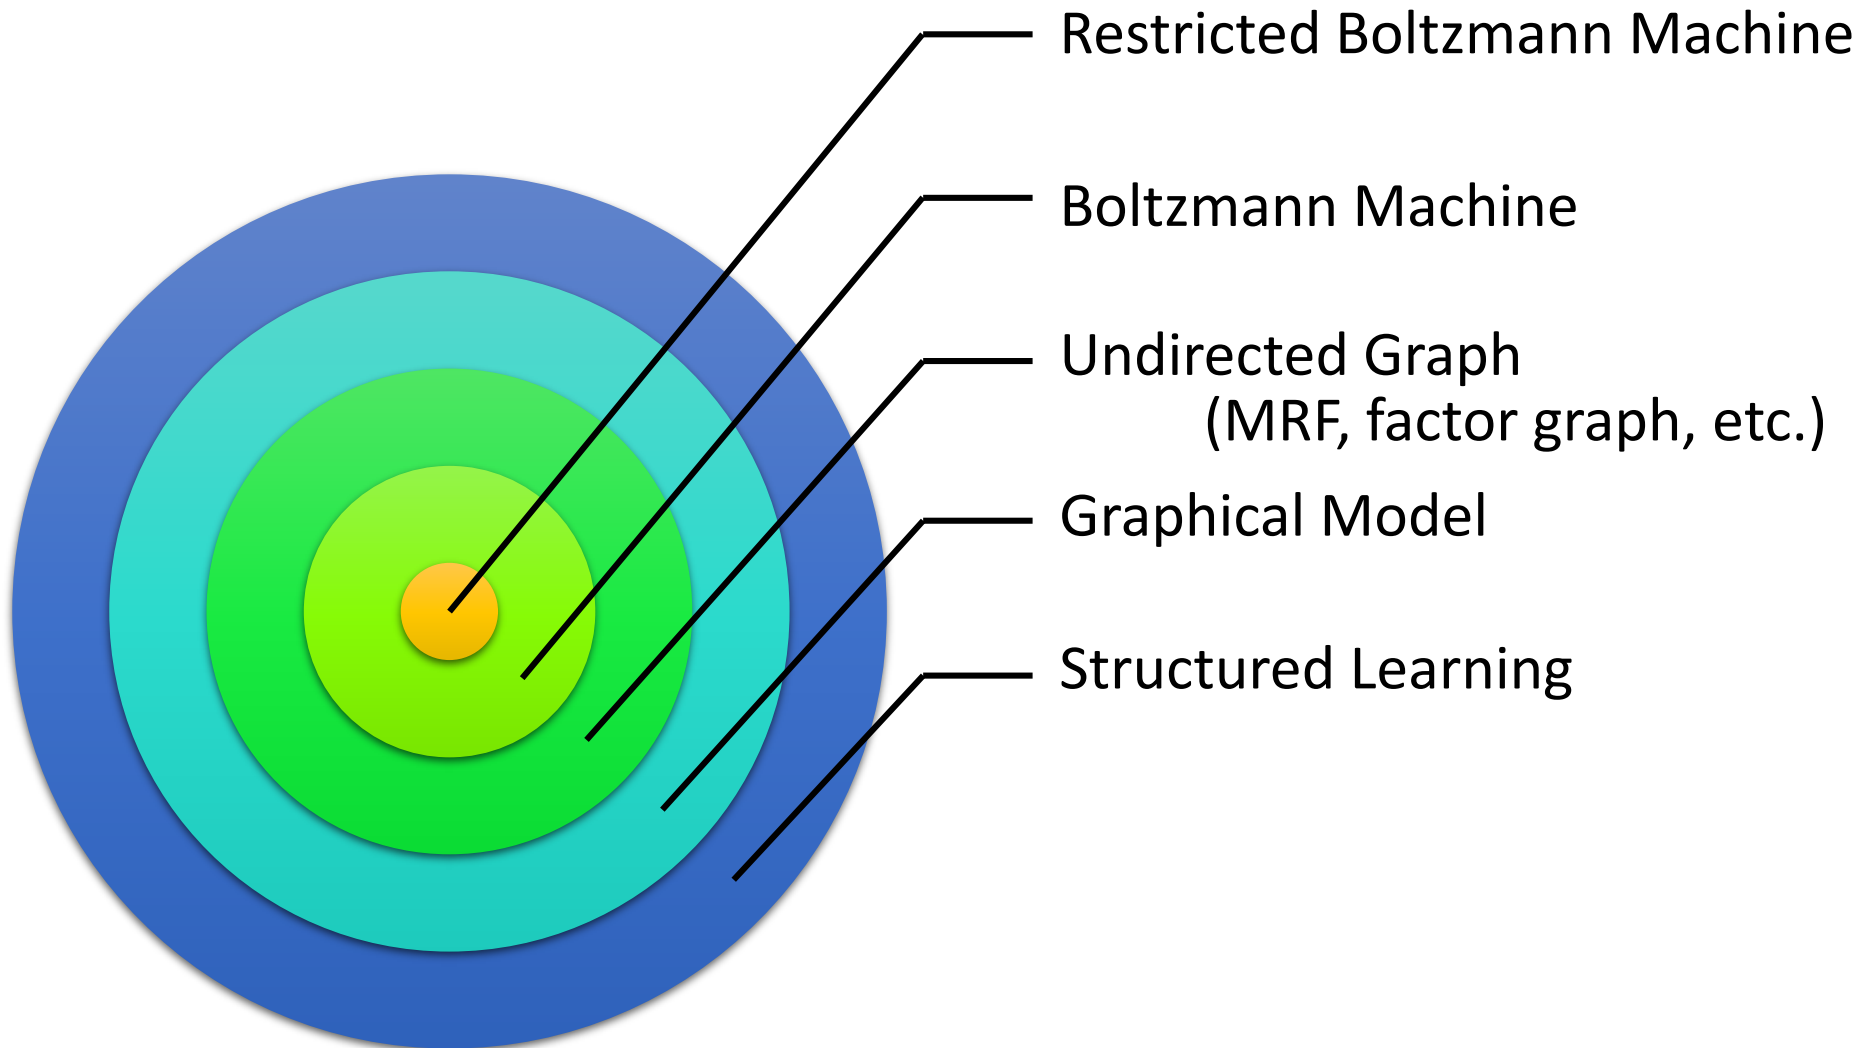 Restricted Boltzmann Machine
Boltzmann Machine
Undirected Graph
(MRF, factor graph, etc.)
Graphical Model
Structured Learning